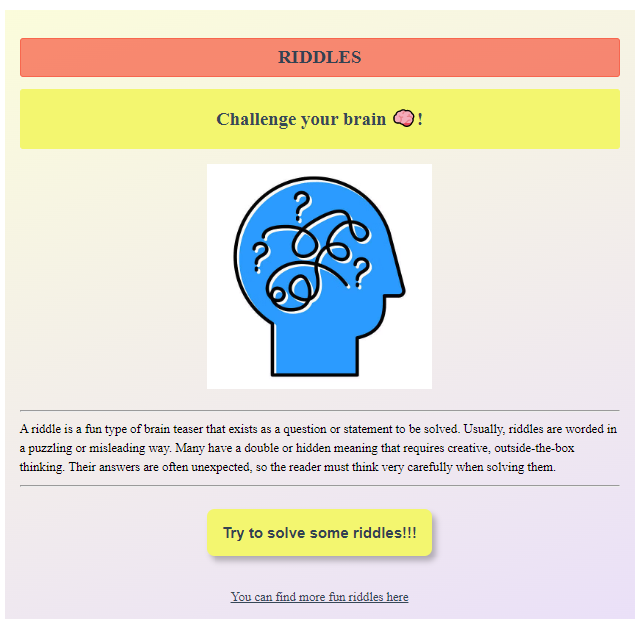 RIDDLES
Challenge your brain 🧠!
? ? ?
A riddle is a fun type of brain teaser that exists as a question or statement to be solved. Usually, riddles are worded in
a puzzling or misleading way. Many have a double or hidden meaning that requires creative, outside-the-box
thinking. Their answers are often unexpected, so the reader must think very carefully when solving them.
Try to solve some riddles!!!
You can find more fun riddles here